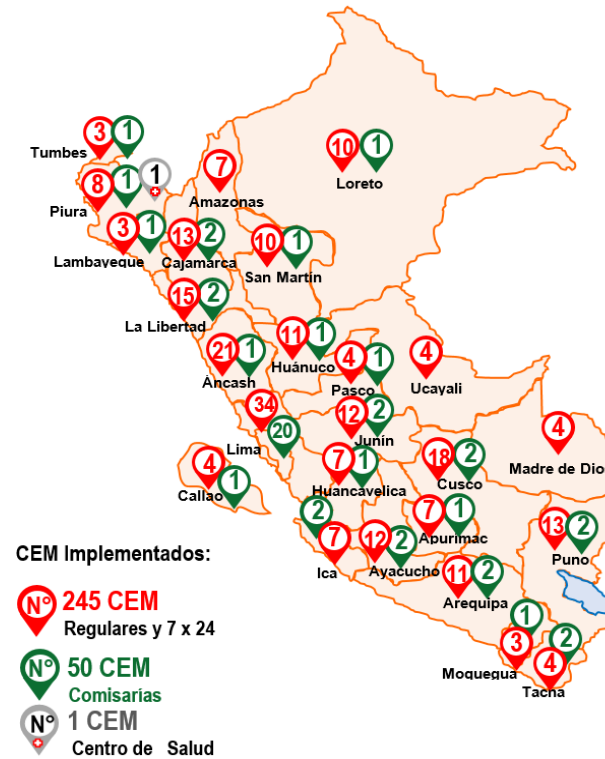 3 1
Tumbes
8 1 1
Piura
7
Amazonas
10 1
Loreto
3 1
Lambayeque
13 2
Cajamarca
10 1
San Martín
15 2
La Libertad
21 1
Áncash
11 1
Huánuco
4 1
Pasco
4
Ucayali
34 20
Lima
12 2
Junín
4
Madre de Dios
4 1
Callao
7 1
Huancavelica
18 2
Cusco
2 7
Ica
12 2
Ayacucho
7 1
Apurimac
13 2
Puno
11 2
Arequipa
1 3
Moquegua
2 4
Tacna
CEM Implementados:
N° 245 CEM
Regulares y 7 x 24
N° 50 CEM
Comisarias
N° 1 CEM
Centro de Salud